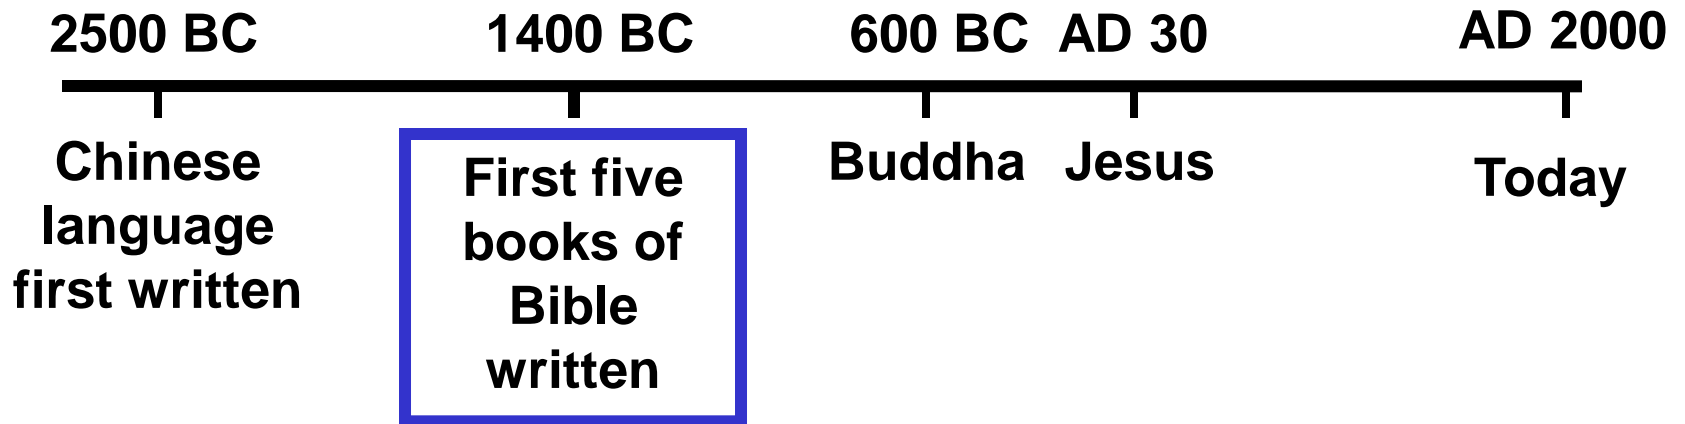 2500 BC 1400 BC 600 BC AD 30 AD 2000
Chinese
language
first written
First five
books of
Bible
written
Buddha
Jesus
Today